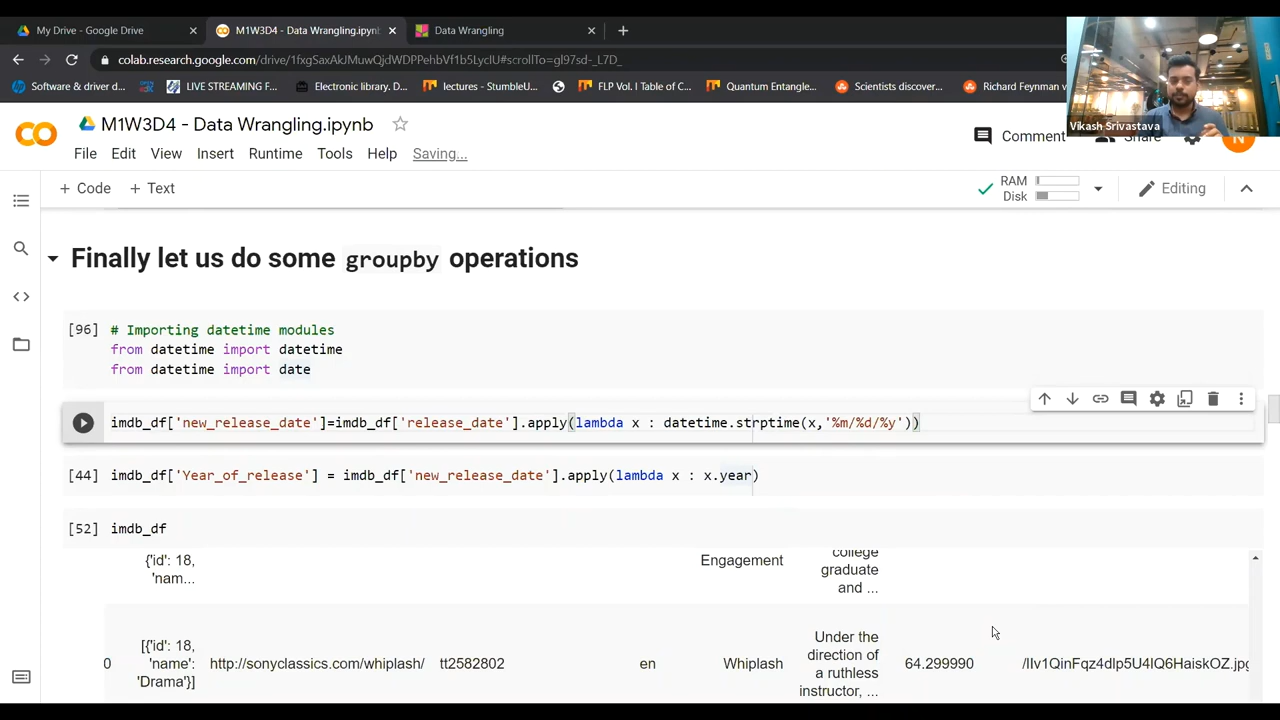 My Drive - Google Drive
M1W3D4 - Data Wrangling.ipynb
Data Wrangling
colab.research.google.com/drive/1fxgSaxAkJMuwQjdWDPPehbVf1b5LycIU#scrollTo=gI97sd-_L7D_
Software & driver d...
LIVE STREAMING F...
Electronic library. D...
lectures - StumbleU...
FLP Vol. I Table of C...
Quantum Entangle...
Scientists discover...
Richard Feynman v
Vikash Srivastava
M1W3D4 - Data Wrangling.ipynb
Comment
Share
N
File Edit View Insert Runtime Tools Help Saving...
+ Code + Text
RAM
Disk
Editing
Finally let us do some groupby operations
[96] # Importing datetime modules
from datetime import datetime
from datetime import date
imdb_df['new_release_date']=imdb_df['release_date'].apply(lambda x : datetime.strptime(x,'%m/%d/%y'))
[44] imdb_df['Year_of_release'] = imdb_df['new_release_date'].apply(lambda x : x.year)
[52] imdb_df
{'id': 18,
'nam...
Engagement
college
graduate
and ...
0
[{'id': 18,
'name':
'Drama'}]
http://sonyclassics.com/whiplash/
tt2582802
en
Whiplash
Under the
direction of
a ruthless
instructor, ...
64.299990
/lIv1QinFqz4dlp5U4lQ6HaiskOZ.jpg